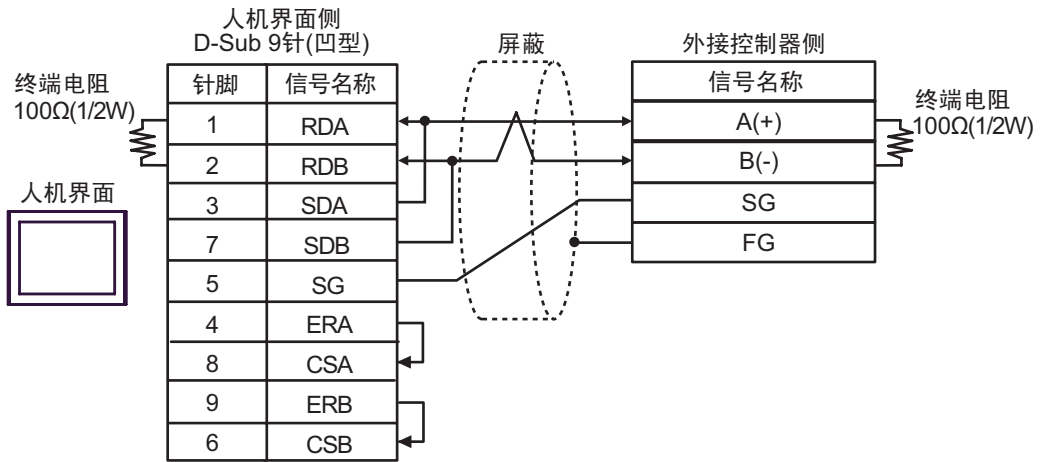 人机界面侧
D-Sub 9针(凹型)
屏蔽
外接控制器侧
终端电阻
100Ω(1/2W)
针脚 信号名称
1 RDA
2 RDB
3 SDA
7 SDB
5 SG
4 ERA
8 CSA
9 ERB
6 CSB
人机界面
信号名称
A(+)
B(-)
SG
FG
终端电阻
100Ω(1/2W)